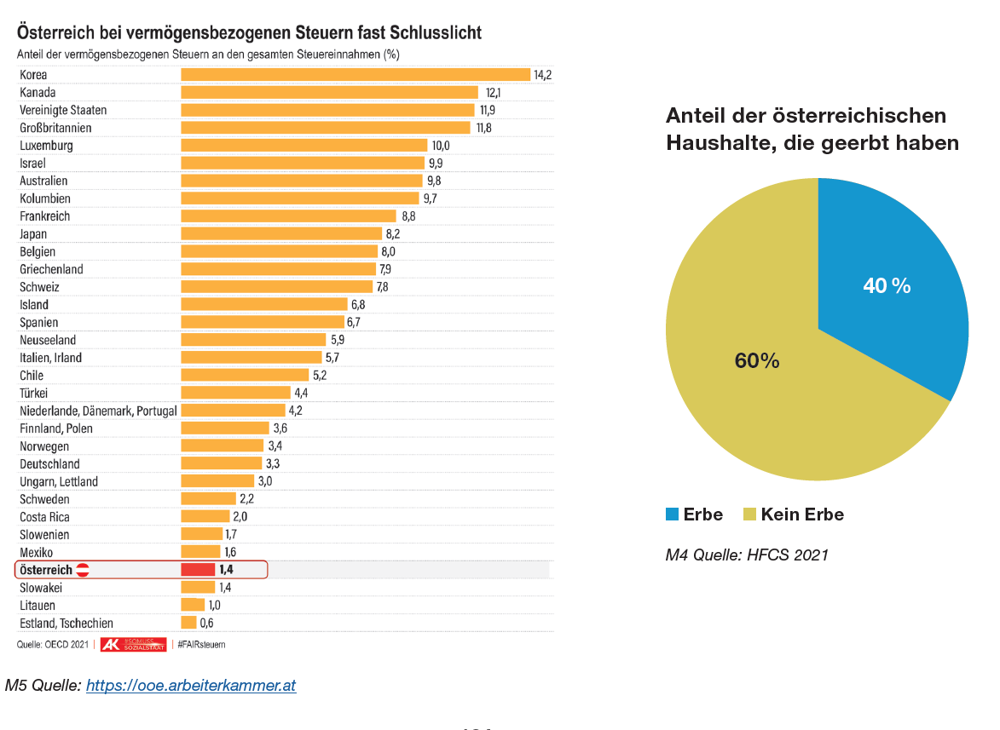 Österreich bei vermögensbezogenen Steuern fast Schlusslicht
Anteil der vermögensbezogenen Steuern an den gesamten Steuereinnahmen (%)
Korea 14,2
Kanada 12,1
Vereinigte Staaten 11,9
Großbritannien 11,8
Luxemburg 10,0
Israel 9,9
Australien 9,8
Kolumbien 9,7
Frankreich 8,8
Japan 8,2
Belgien 8,0
Griechenland 7,9
Schweiz 7,8
Island 6,8
Spanien 6,7
Neuseeland 5,9
Italien, Irland 5,7
Chile 5,2
Türkei 4,4
Niederlande, Dänemark, Portugal 4,2
Finnland, Polen 3,6
Norwegen 3,4
Deutschland 3,3
Ungarn, Lettland 3,0
Schweden 2,2
Costa Rica 2,0
Slowenien 1,7
Mexiko 1,6
Österreich 1,4
Slowakei 1,4
Litauen 1,0
Estland, Tschechien 0,6
Quelle: OECD 2021 | AK #SOMUSS SOZIALSTAAT | #FAIRsteuern
M5 Quelle: https://ooe.arbeiterkammer.at
Anteil der österreichischen
Haushalte, die geerbt haben
40 %
60%
Erbe Kein Erbe
M4 Quelle: HFCS 2021